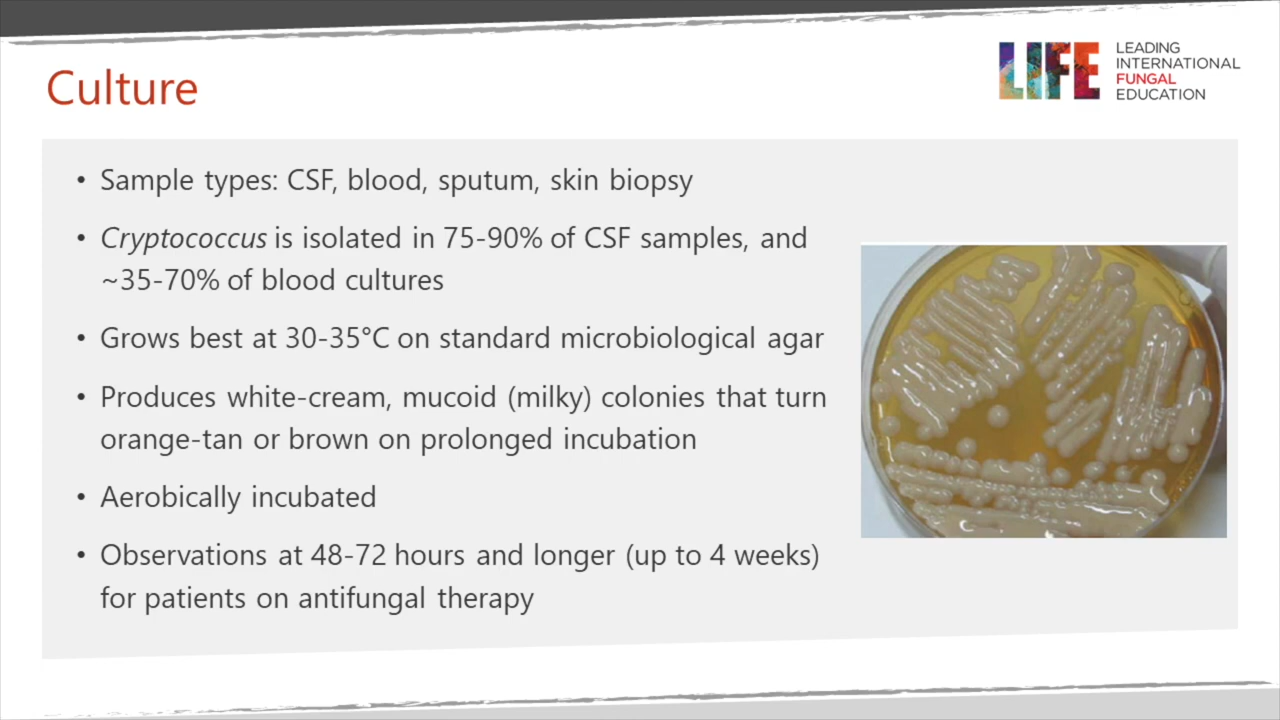 Culture
LIFE
LEADING
INTERNATIONAL
FUNGAL
EDUCATION
• Sample types: CSF, blood, sputum, skin biopsy
• Cryptococcus is isolated in 75-90% of CSF samples, and
~35-70% of blood cultures
• Grows best at 30-35°C on standard microbiological agar
• Produces white-cream, mucoid (milky) colonies that turn
orange-tan or brown on prolonged incubation
• Aerobically incubated
• Observations at 48-72 hours and longer (up to 4 weeks)
for patients on antifungal therapy